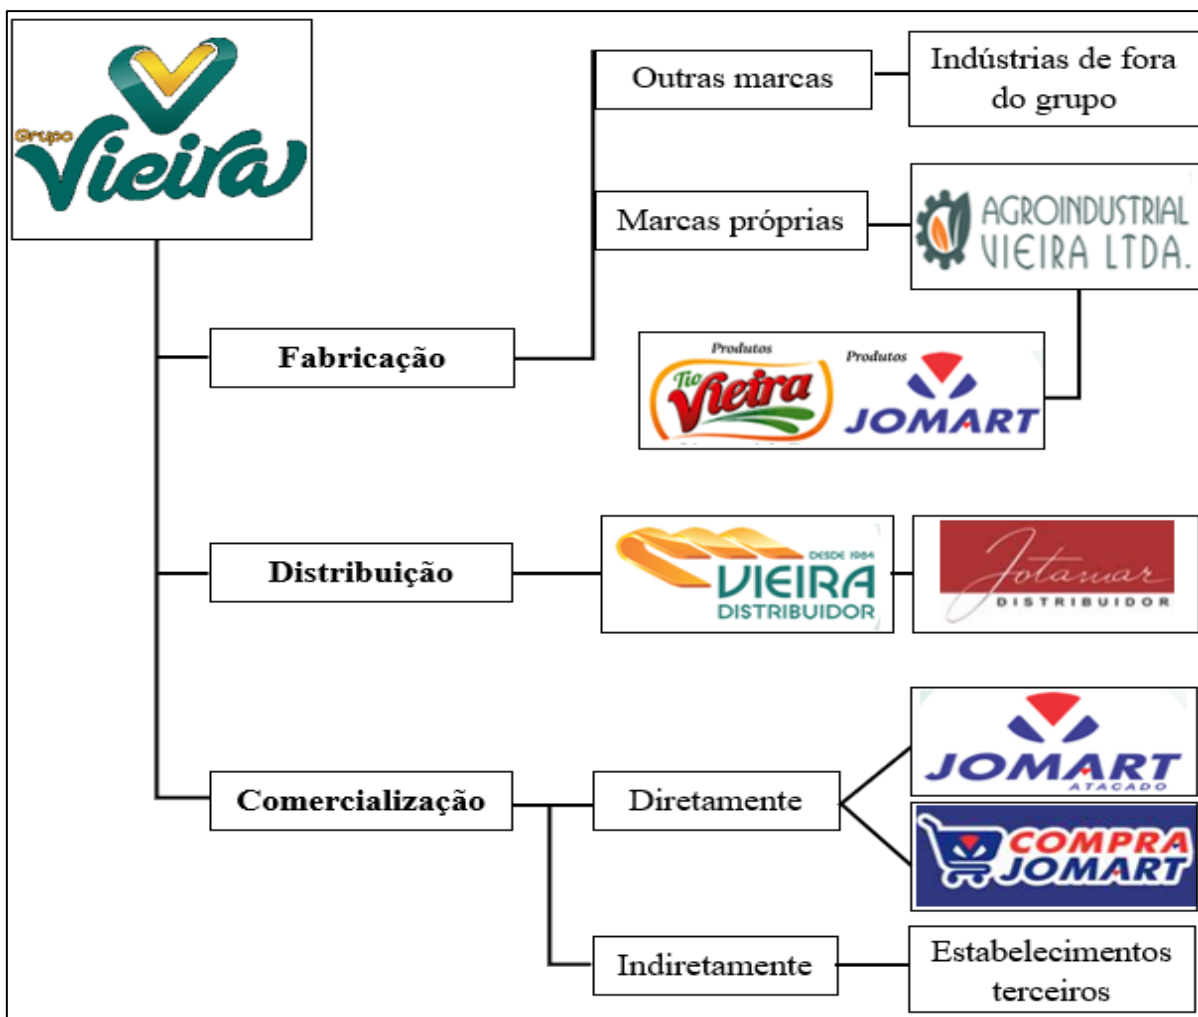 Grupo
Vieira
Outras marcas
Indústrias de fora
do grupo
Marcas próprias
AGROINDUSTRIAL
VIEIRA LTDA.
Fabricação
Produtos
Tio
Vieira
Produtos
JOMART
Distribuição
DESDE 1984
VIEIRA
DISTRIBUIDOR
Jotamar
DISTRIBUIDOR
Comercialização
Diretamente
JOMART
ATACADO
COMPRA
JOMART
Indiretamente
Estabelecimentos
terceiros